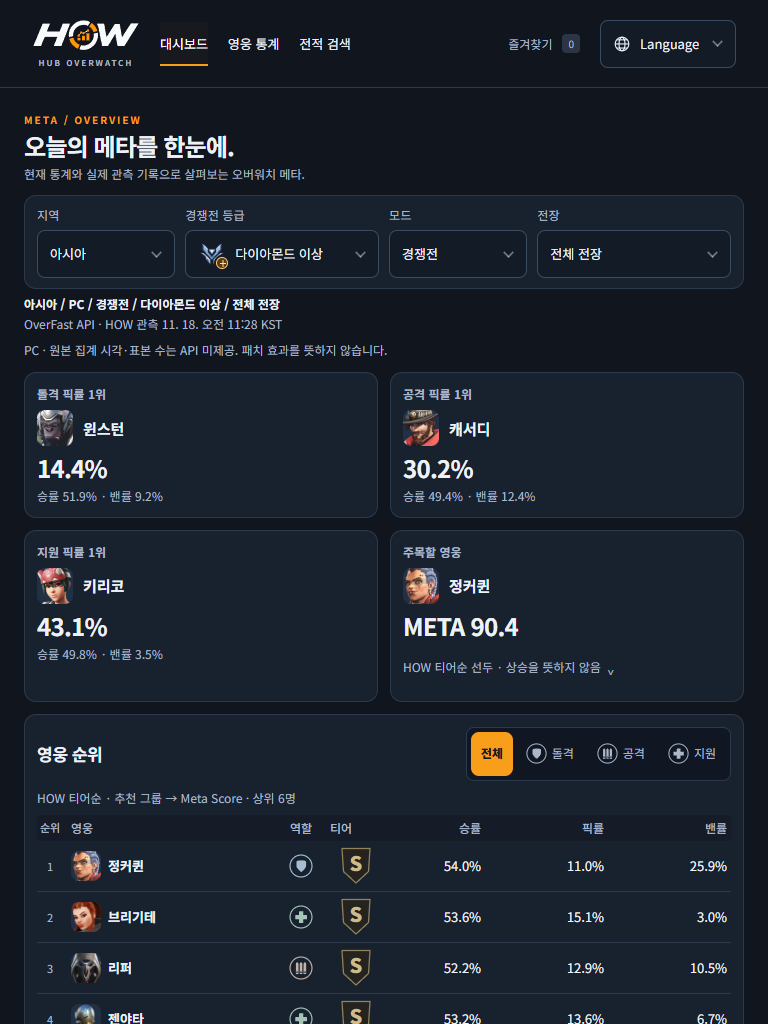 HOW
HUB OVERWATCH
대시보드 영웅 통계 전적 검색 즐겨찾기 0 Language
META / OVERVIEW
오늘의 메타를 한눈에.
현재 통계와 실제 관측 기록으로 살펴보는 오버워치 메타.
지역 경쟁전 등급 모드 전장
아시아 다이아몬드 이상 경쟁전 전체 전장
아시아 / PC / 경쟁전 / 다이아몬드 이상 / 전체 전장
OverFast API · HOW 관측 11. 18. 오전 11:28 KST
PC · 원본 집계 시각·표본 수는 API 미제공. 패치 효과를 뜻하지 않습니다.
돌격 픽률 1위
윈스턴
14.4%
승률 51.9% · 밴률 9.2%
공격 픽률 1위
캐서디
30.2%
승률 49.4% · 밴률 12.4%
지원 픽률 1위
키리코
43.1%
승률 49.8% · 밴률 3.5%
주목할 영웅
정커퀸
META 90.4
HOW 티어순 선두 · 상승을 뜻하지 않음
영웅 순위
전체 돌격 공격 지원
HOW 티어순 · 추천 그룹 → Meta Score · 상위 6명
순위 영웅 역할 티어 승률 픽률 밴률
1 정커퀸 S 54.0% 11.0% 25.9%
2 브리기테 S 53.6% 15.1% 3.0%
3 리퍼 S 52.2% 12.9% 10.5%
4 젠야타 S 53.2% 13.6% 6.7%